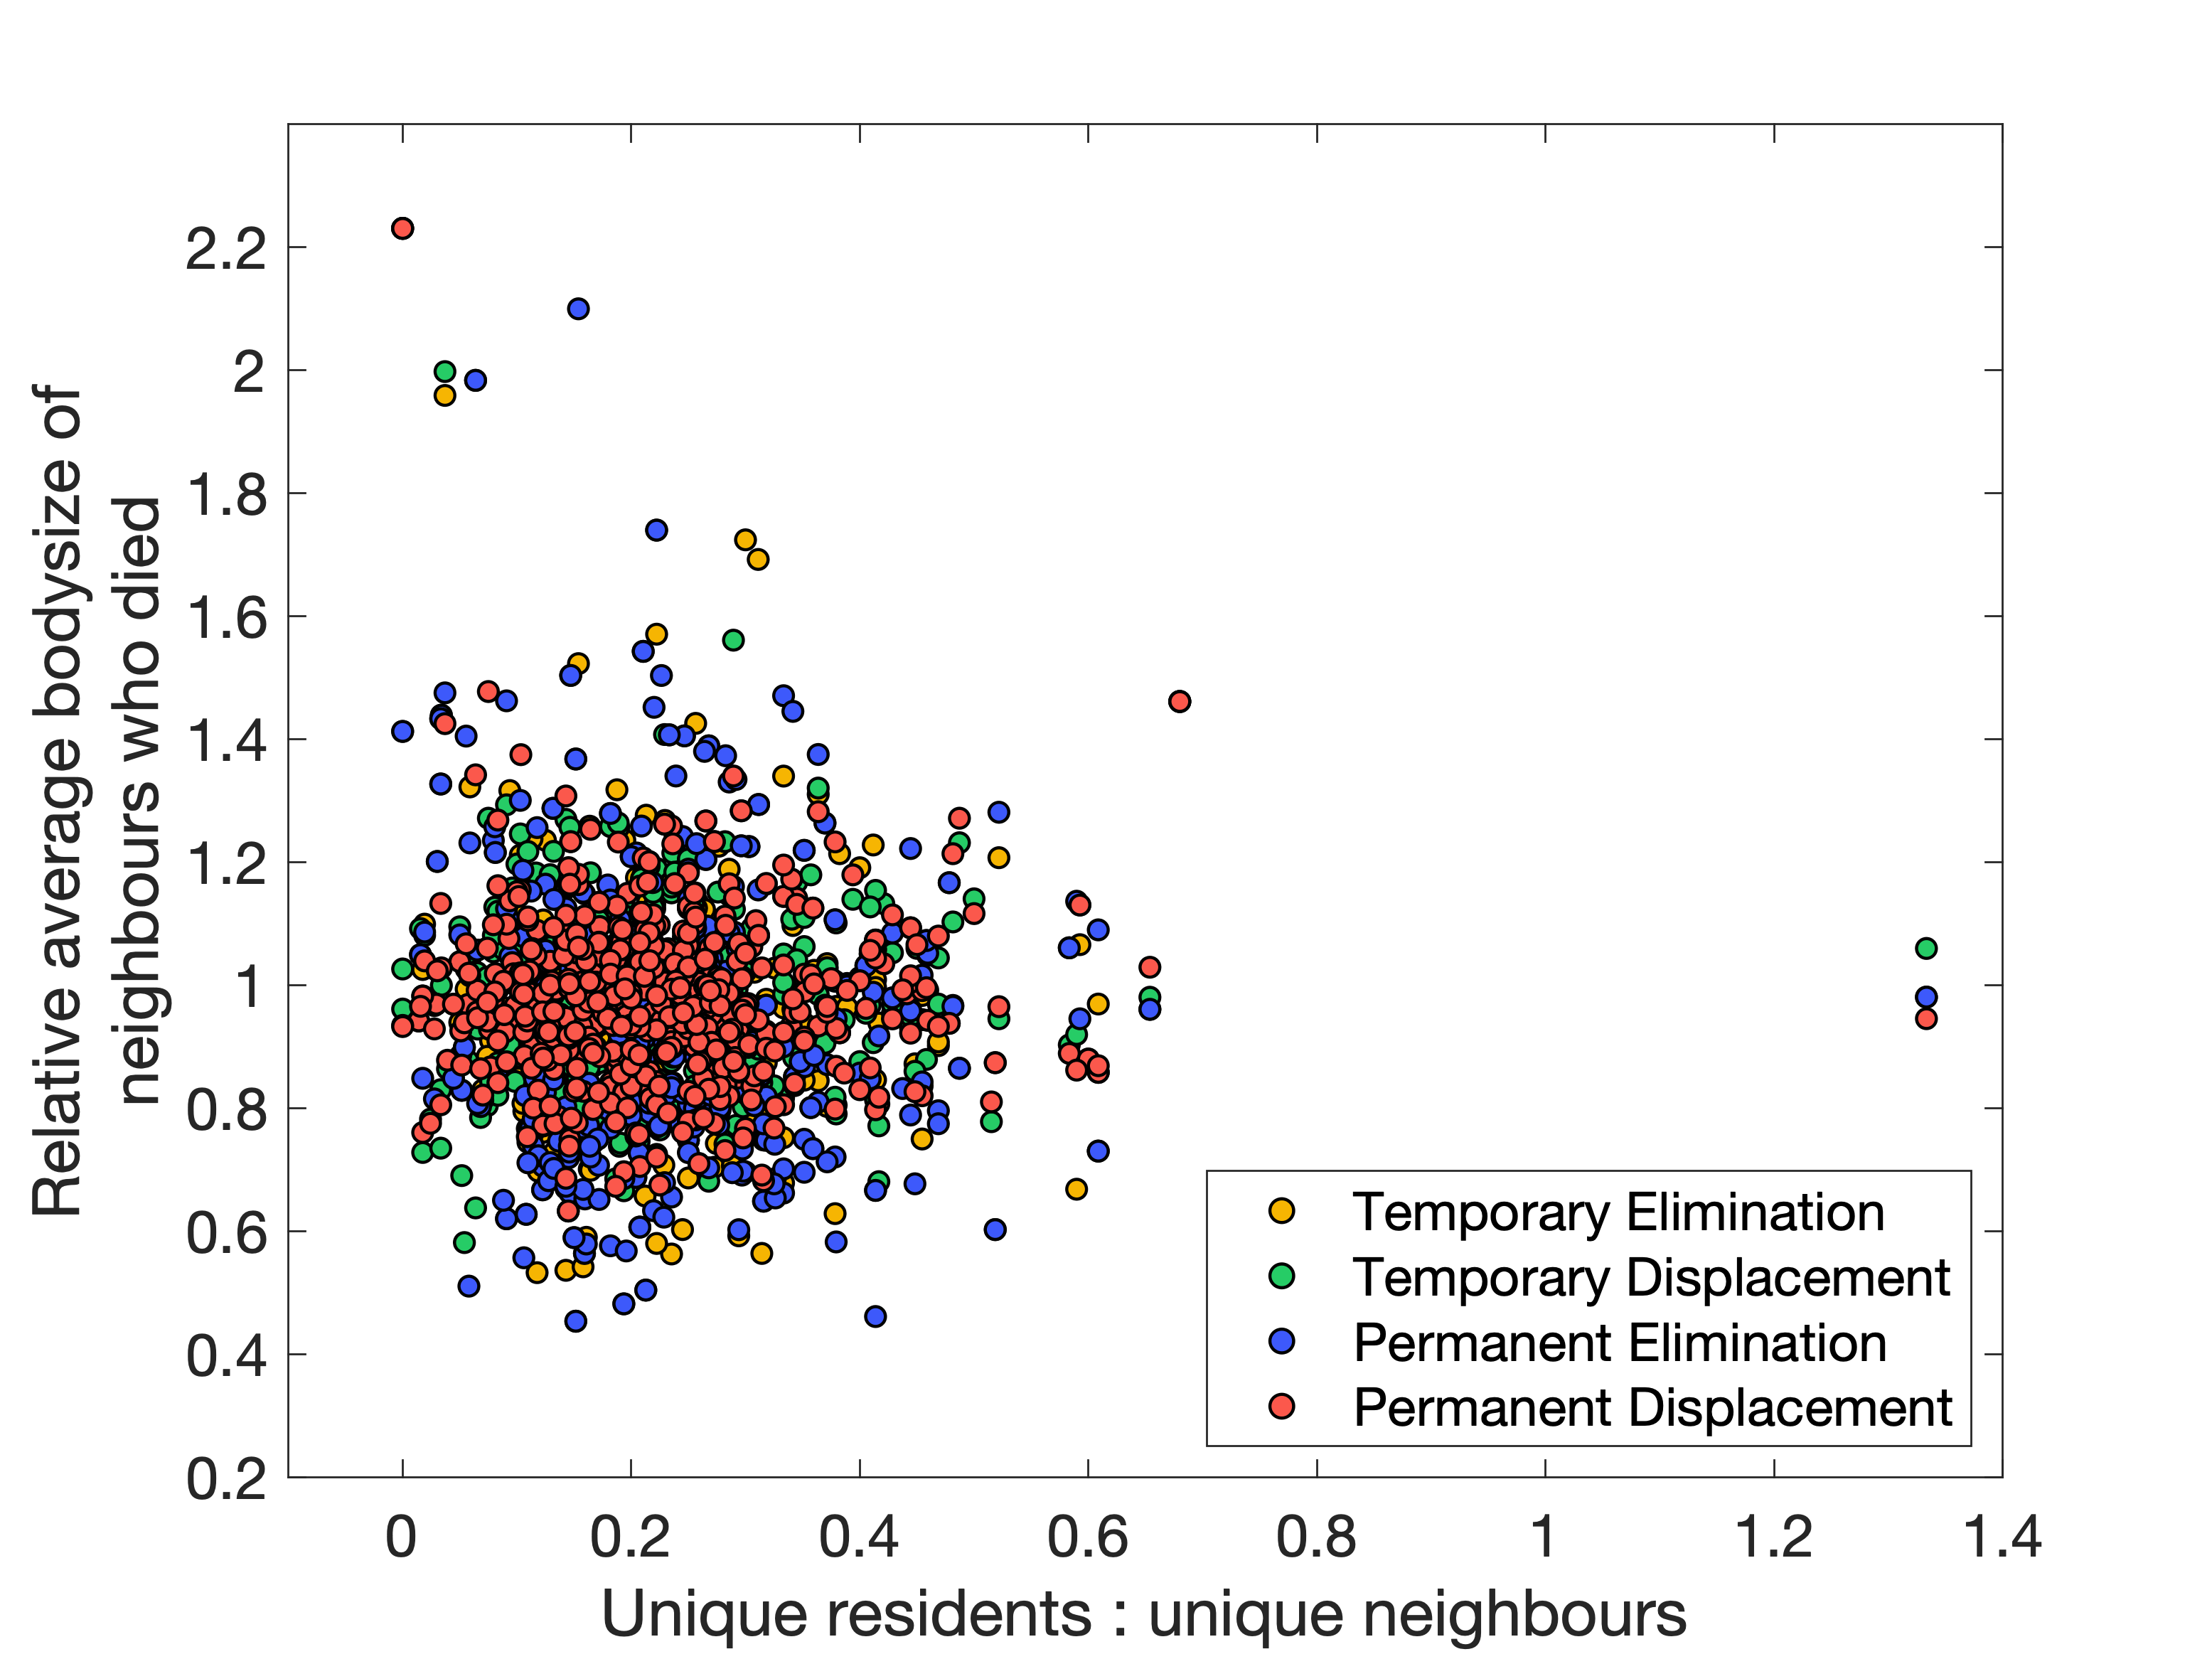 Relative average bodysize of
neighbours who died
2.2
2
1.8
1.6
1.4
1.2
1
0.8
0.6
0.4
0.2
Temporary Elimination
Temporary Displacement
Permanent Elimination
Permanent Displacement
0 0.2 0.4 0.6 0.8 1 1.2 1.4
Unique residents : unique neighbours